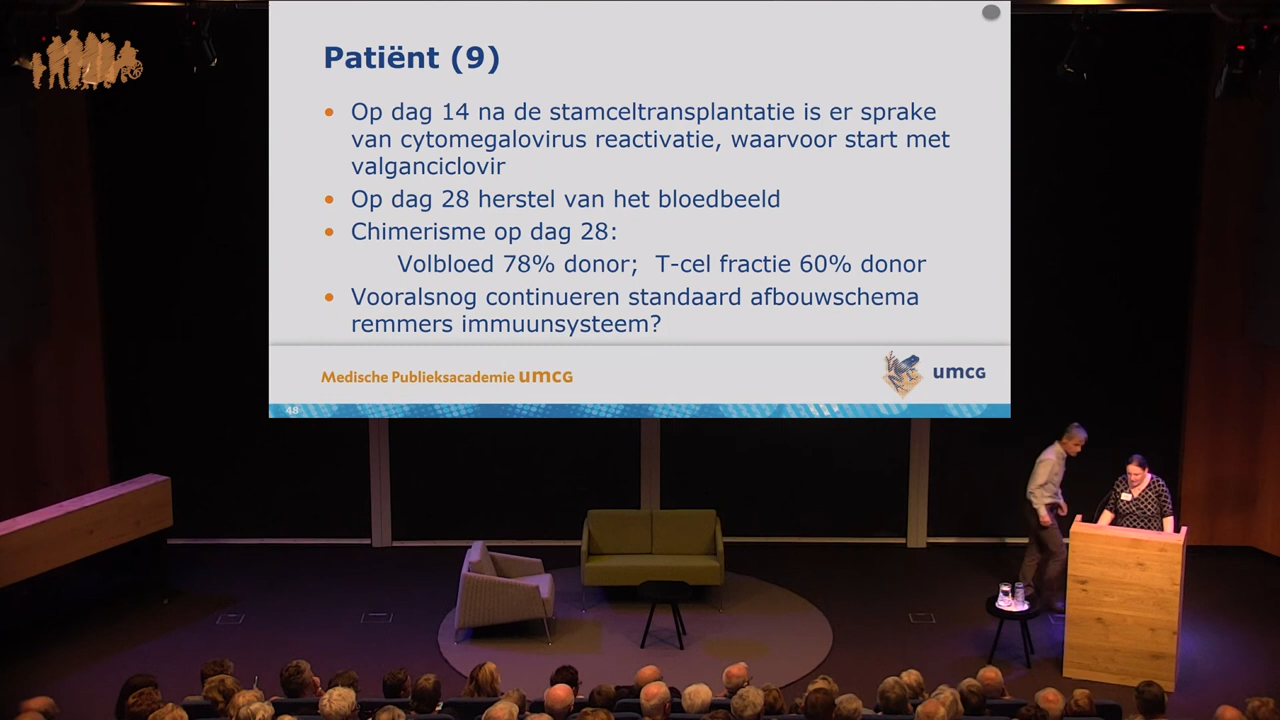 Patiënt (9)
Op dag 14 na de stamceltransplantatie is er sprake
van cytomegalovirus reactivatie, waarvoor start met
valganciclovir
Op dag 28 herstel van het bloedbeeld
Chimerisme op dag 28:
Volbloed 78% donor; T-cel fractie 60% donor
Vooralsnog continueren standaard afbouwschema
remmers immuunsysteem?
Medische Publieksacademie umcg
umcg
48